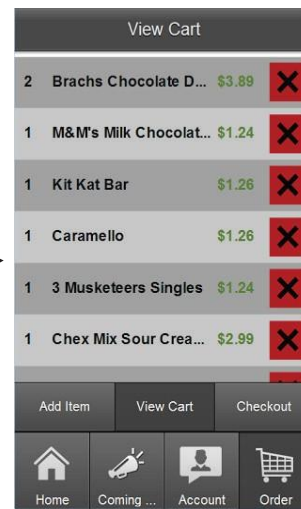 View Cart
2 Brachs Chocolate D... $3.89
1 M&M's Milk Chocolat... $1.24
1 Kit Kat Bar $1.26
1 Caramello $1.26
1 3 Musketeers Singles $1.24
1 Chex Mix Sour Crea... $2.99
Add Item View Cart Checkout
Home Coming ... Account Order